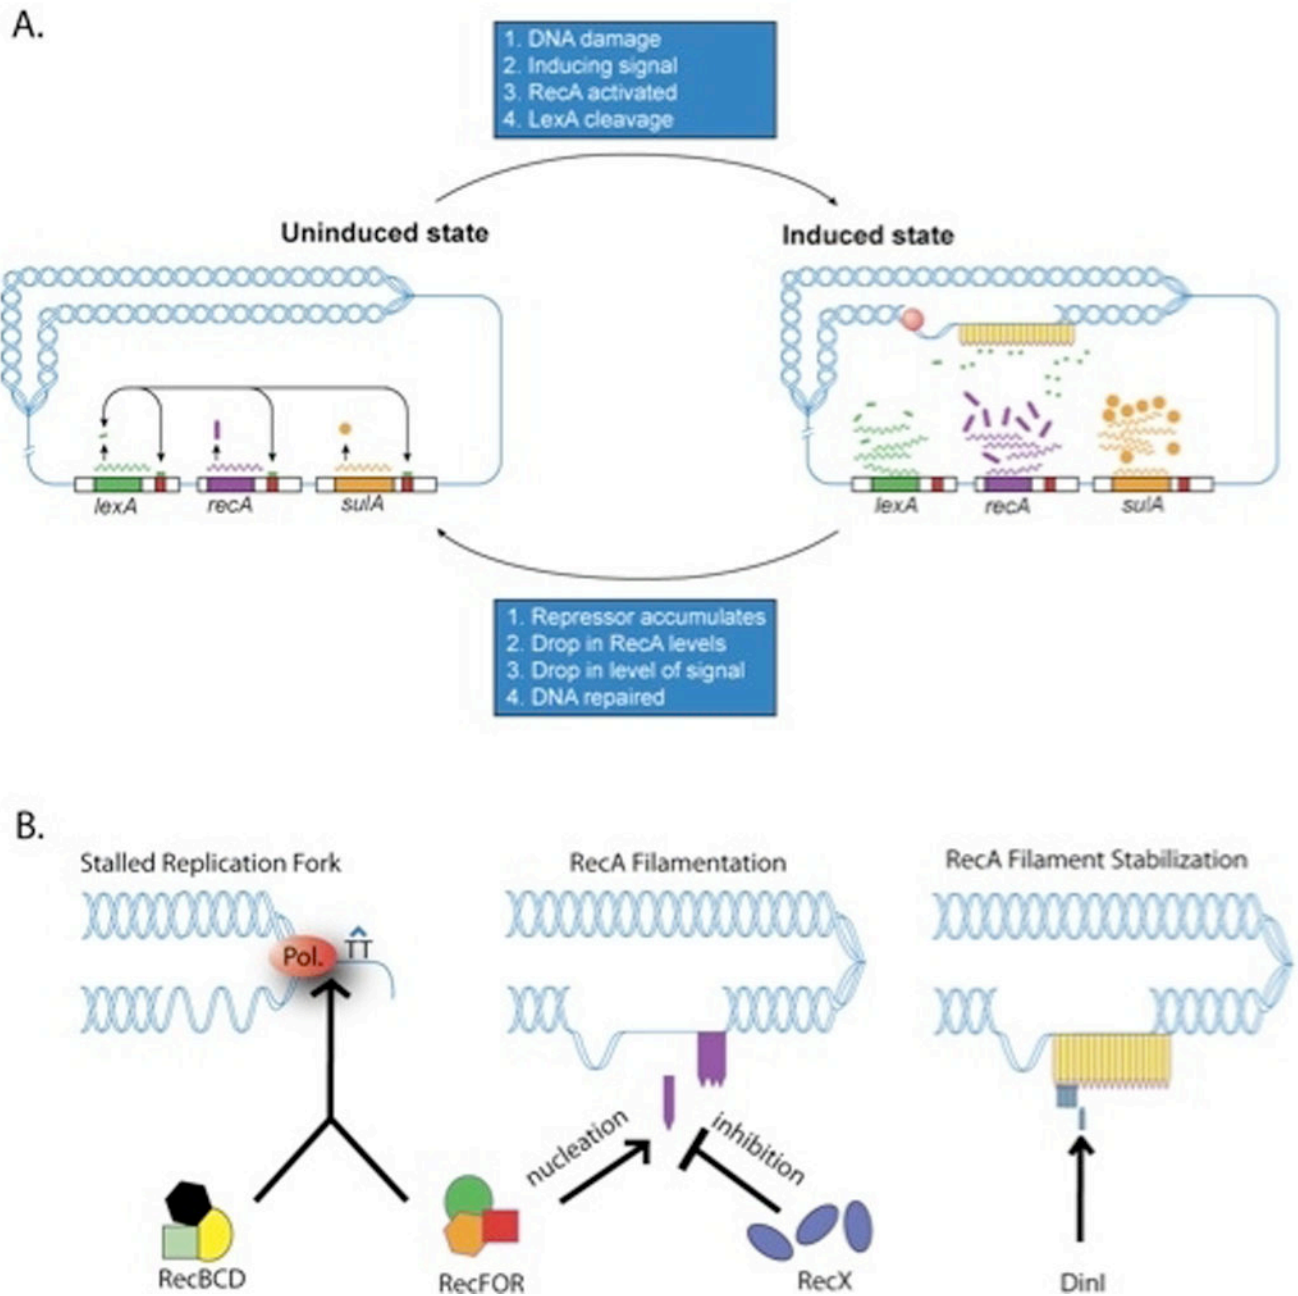 A.
1. DNA damage
2. Inducing signal
3. RecA activated
4. LexA cleavage
Uninduced state
Induced state
lexA recA sulA
lexA recA sulA
1. Repressor accumulates
2. Drop in RecA levels
3. Drop in level of signal
4. DNA repaired
B.
Stalled Replication Fork
RecA Filamentation
RecA Filament Stabilization
Pol.
TT
nucleation
inhibition
RecBCD
RecFOR
RecX
DinI